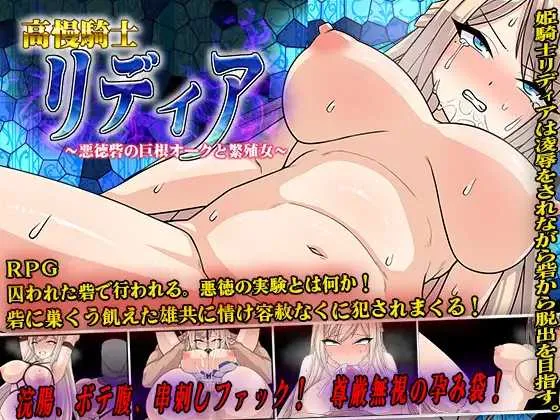 高慢騎士
リディア
~悪徳砦の巨根オークと繁殖女~
姫騎士リディアは凌辱をされながら砦から脱出を目指す
RPG
囚われた砦で行われる。悪徳の実験とは何か!
砦に巣くう飢えた雄共に情け容赦なくに犯されまくる!
浣腸、ボテ腹、串刺しファック! 尊厳無視の孕み袋!